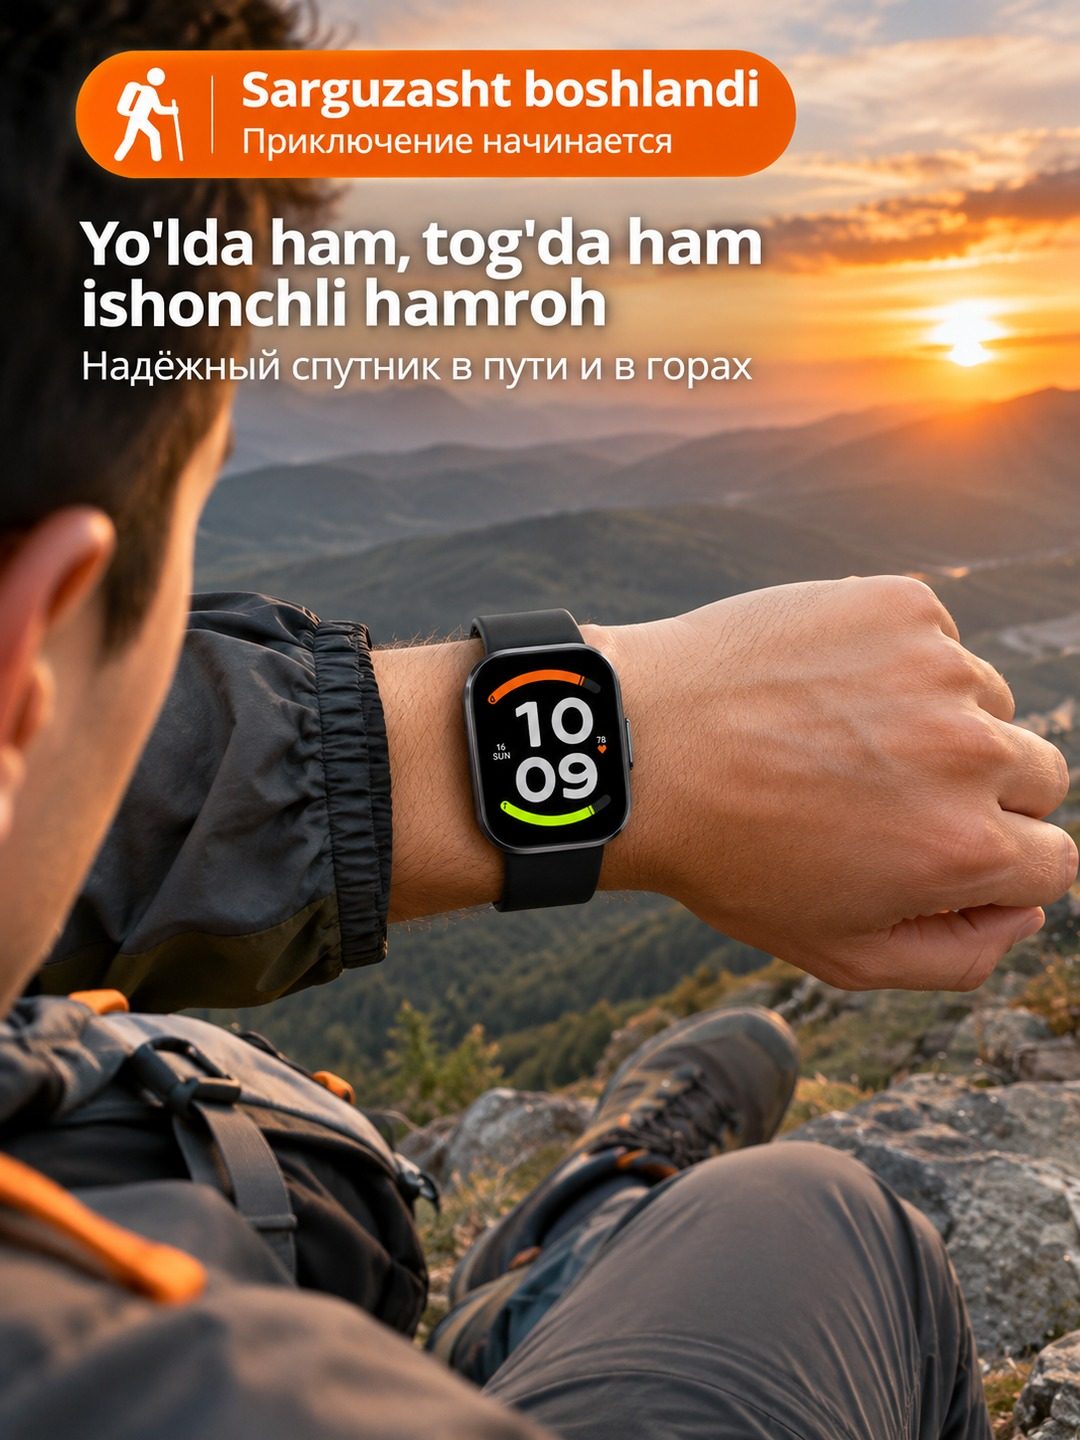 Sarguzasht boshlandi
Приключение начинается
Yo'lda ham, tog'da ham
ishonchli hamroh
Надёжный спутник в пути и в горах
10
16
SUN
78
09